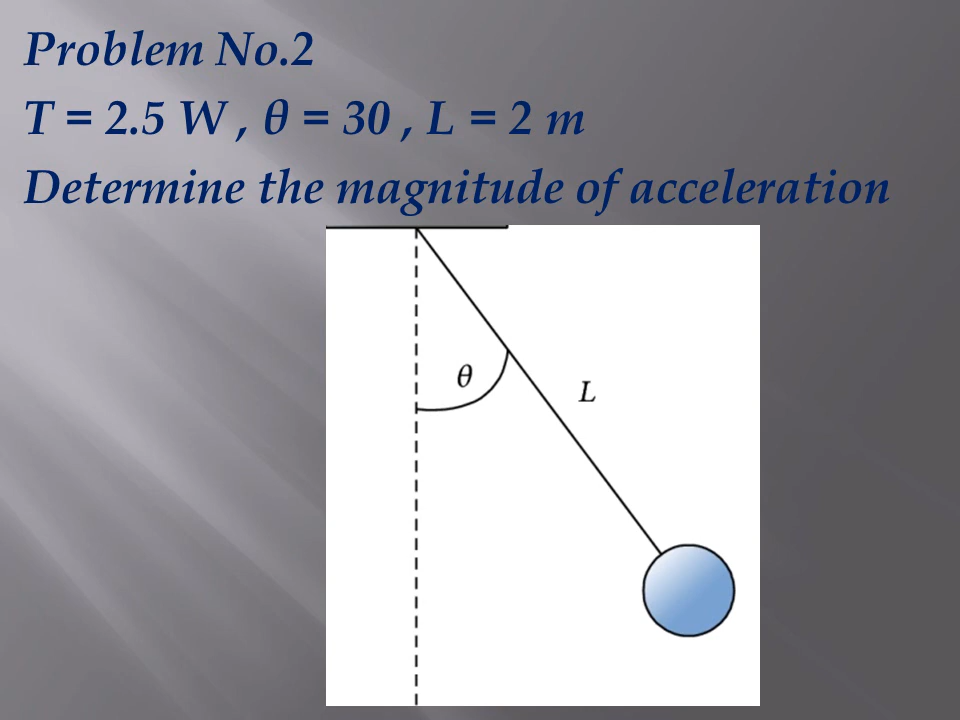 Problem No.2
T = 2.5 W , θ = 30 , L = 2 m
Determine the magnitude of acceleration
θ
L